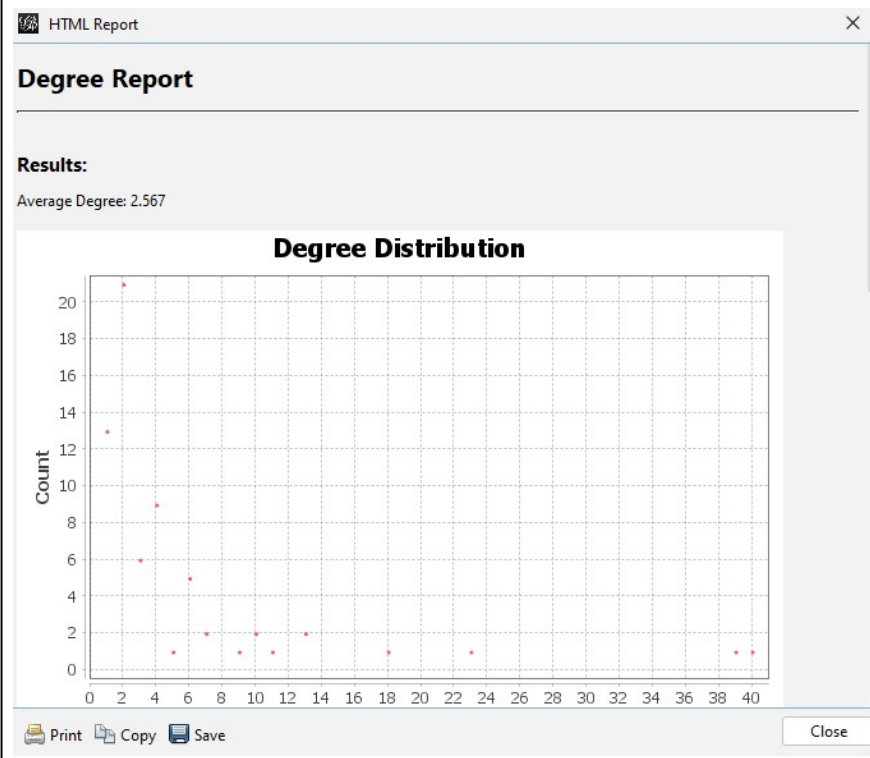 HTML Report
Degree Report
Results:
Average Degree: 2.567
Degree Distribution
20
18
16
14
12
10
8
6
4
2
0
Count
0 2 4 6 8 10 12 14 16 18 20 22 24 26 28 30 32 34 36 38 40
Print Copy Save Close